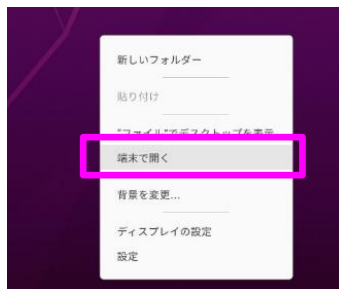 新しいフォルダー
貼り付け
"ファイル"でデスクトップを表示
端末で開く
背景を変更...
ディスプレイの設定
設定